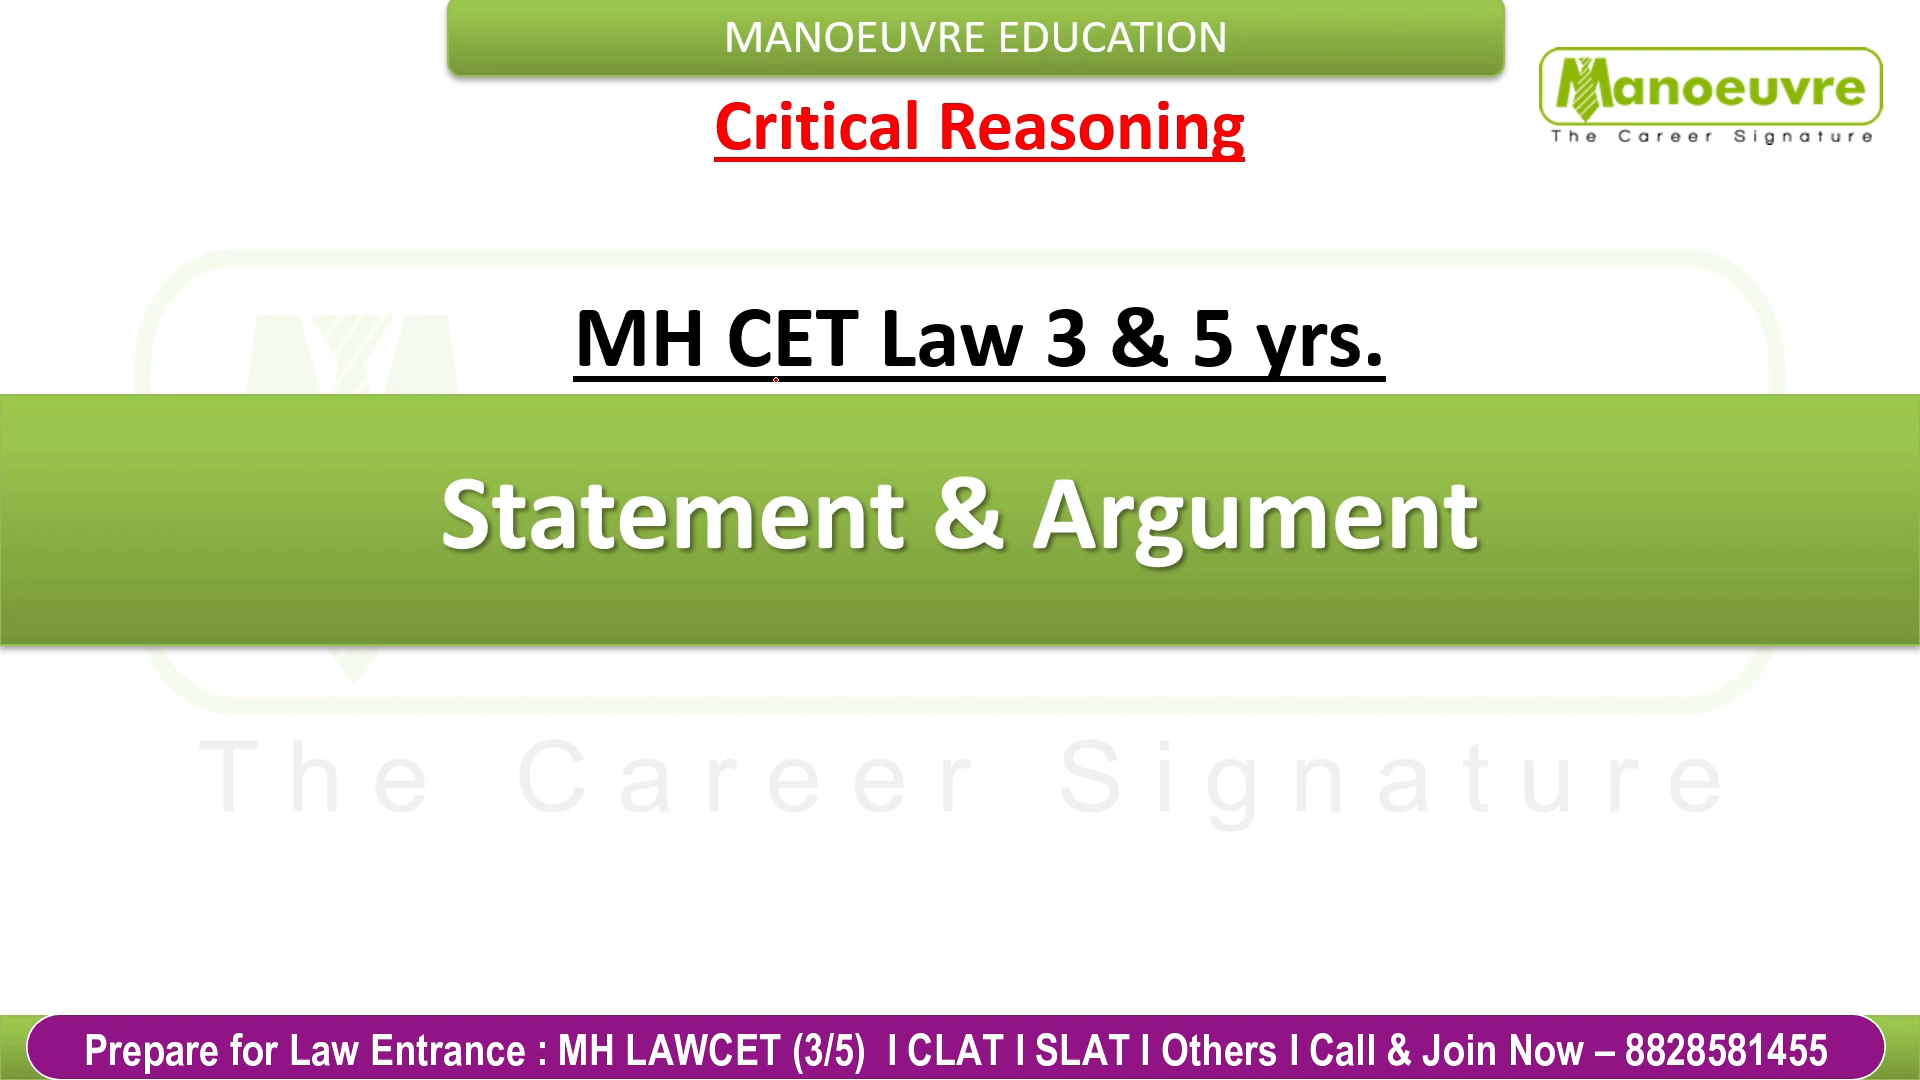 MANOEUVRE EDUCATION
Manoeuvre
The Career Signature
Critical Reasoning
MH CET Law 3 & 5 yrs.
Statement & Argument
The Career Signature
Prepare for Law Entrance : MH LAWCET (3/5) I CLAT I SLAT I Others I Call & Join Now – 8828581455